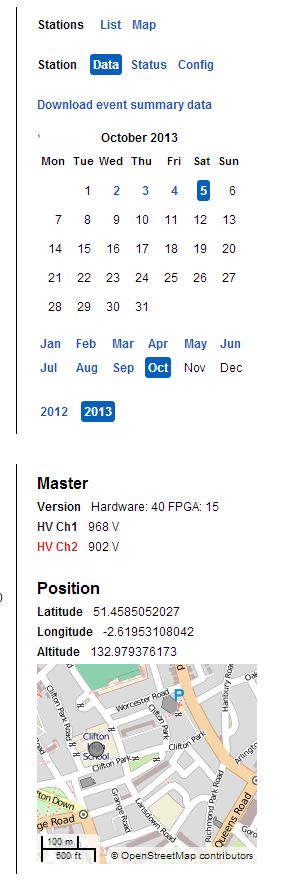 Stations List Map
Station Data Status Config
Download event summary data
‹ October 2013
Mon Tue Wed Thu Fri Sat Sun
1 2 3 4 5 6
7 8 9 10 11 12 13
14 15 16 17 18 19 20
21 22 23 24 25 26 27
28 29 30 31
Jan Feb Mar Apr May Jun
Jul Aug Sep Oct Nov Dec
2012 2013
Master
Version Hardware: 40 FPGA: 15
HV Ch1 968 V
HV Ch2 902 V
Position
Latitude 51.4585052027
Longitude -2.61953108042
Altitude 132.979376173
Clifton Park Road
Worcester Road
P
Hanbury Road
Clifton Park Road
Clifton
School
Clifton Park
Clifton Park
Grange Road
Lansdown Road
Richmond Park Road
Queens Road
100 m
500 ft
© OpenStreetMap contributors